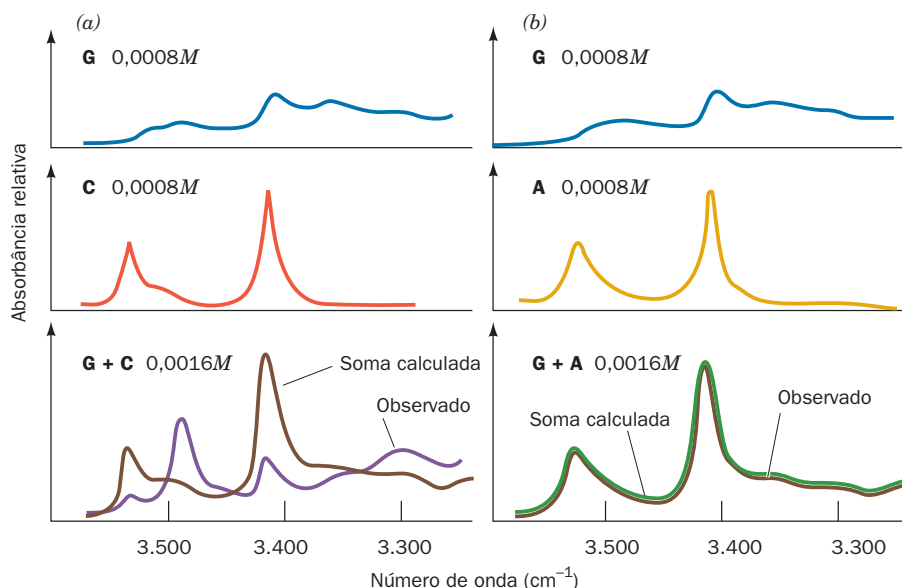 (a)
G 0,0008M
C 0,0008M
G + C 0,0016M
Soma calculada
Observado
3.500 3.400 3.300
(b)
G 0,0008M
A 0,0008M
G + A 0,0016M
Soma calculada
Observado
3.500 3.400 3.300
Absorbância relativa
Número de onda (cm⁻¹)